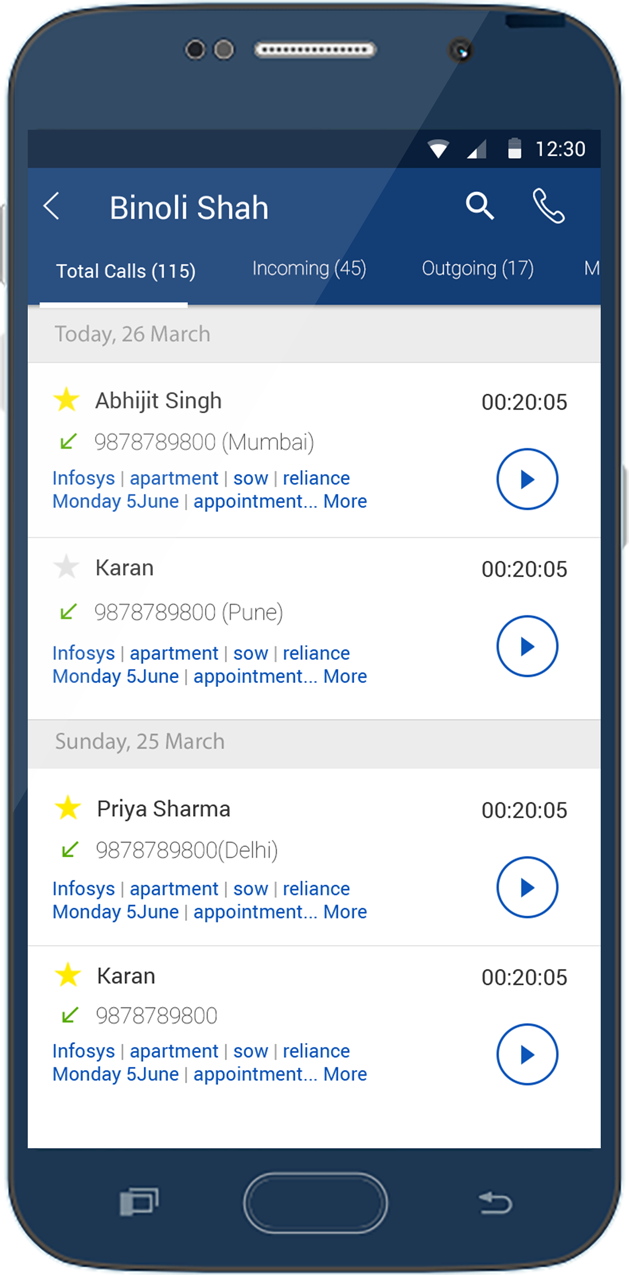 12:30
Binoli Shah
Total Calls (115) Incoming (45) Outgoing (17) M
Today, 26 March
Abhijit Singh 00:20:05
9878789800 (Mumbai)
Infosys | apartment | sow | reliance
Monday 5June | appointment... More
Karan 00:20:05
9878789800 (Pune)
Infosys | apartment | sow | reliance
Monday 5June | appointment... More
Sunday, 25 March
Priya Sharma 00:20:05
9878789800(Delhi)
Infosys | apartment | sow | reliance
Monday 5June | appointment... More
Karan 00:20:05
9878789800
Infosys | apartment | sow | reliance
Monday 5June | appointment... More